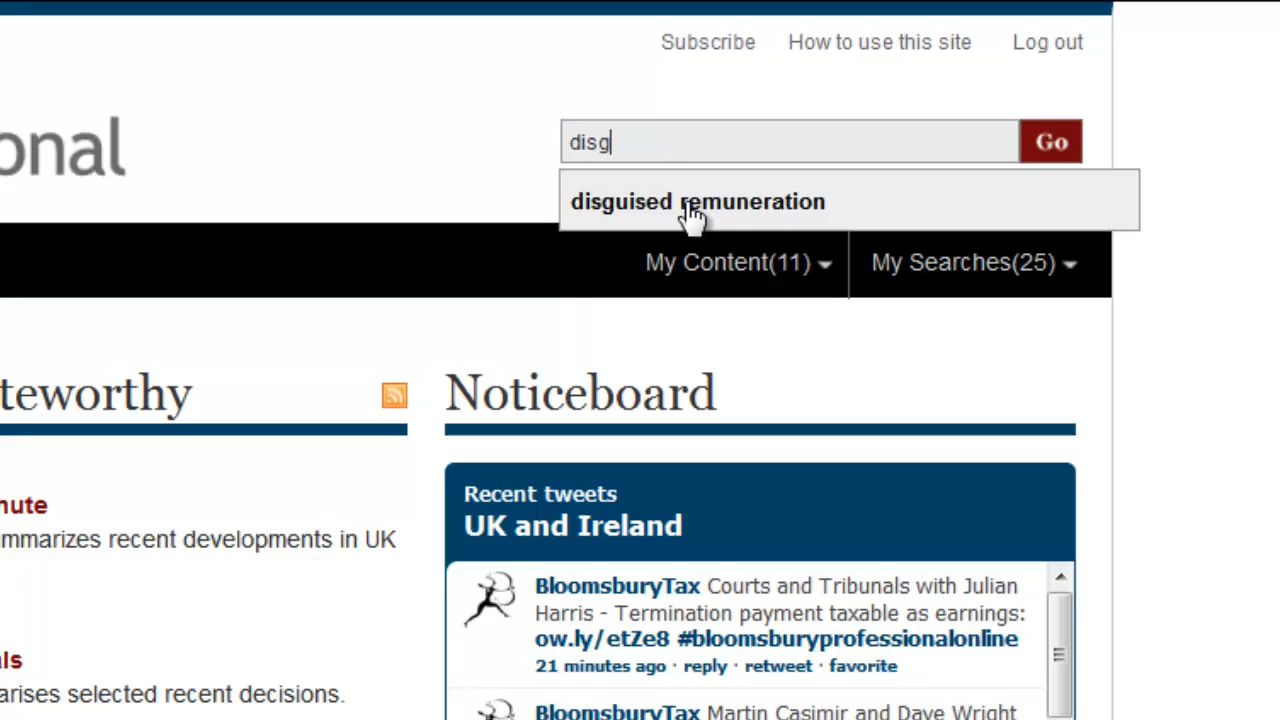 Subscribe How to use this site Log out
onal
disg Go
disguised remuneration
My Content(11) My Searches(25)
teworthy
Noticeboard
nute
mmarizes recent developments in UK
ls
arises selected recent decisions.
Recent tweets
UK and Ireland
BloomsburyTax Courts and Tribunals with Julian
Harris - Termination payment taxable as earnings:
ow.ly/etZe8 #bloomsburyprofessionalonline
21 minutes ago · reply · retweet · favorite
BloomsburyTax Martin Casimir and Dave Wright